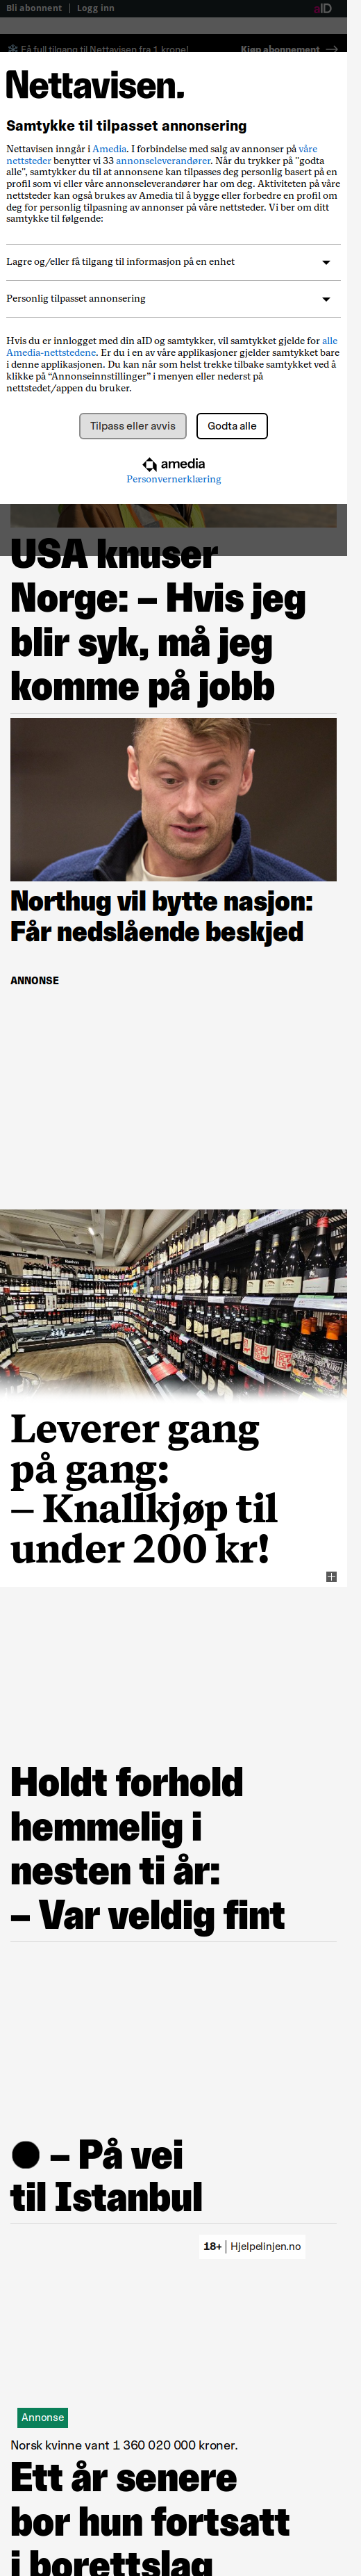 Bli abonnent | Logg inn
aID
Få full tilgang til Nettavisen fra 1 krone!
Kjøp abonnement →
Nettavisen.
Samtykke til tilpasset annonsering
Nettavisen inngår i Amedia. I forbindelse med salg av annonser på våre
nettsteder benytter vi 33 annonseleverandører. Når du trykker på "godta
alle", samtykker du til at annonsene kan tilpasses deg personlig basert på en
profil som vi eller våre annonseleverandører har om deg. Aktiviteten på våre
nettsteder kan også brukes av Amedia til å bygge eller forbedre en profil om
deg for personlig tilpasning av annonser på våre nettsteder. Vi ber om ditt
samtykke til følgende:
Lagre og/eller få tilgang til informasjon på en enhet
Personlig tilpasset annonsering
Hvis du er innlogget med din aID og samtykker, vil samtykket gjelde for alle
Amedia-nettstedene. Er du i en av våre applikasjoner gjelder samtykket bare
i denne applikasjonen. Du kan når som helst trekke tilbake samtykket ved å
klikke på “Annonseinnstillinger” i menyen eller nederst på
nettstedet/appen du bruker.
Tilpass eller avvis
Godta alle
amedia
Personvernerklæring
USA knuser
Norge: – Hvis jeg
blir syk, må jeg
komme på jobb
Northug vil bytte nasjon:
Får nedslående beskjed
ANNONSE
Leverer gang
på gang:
– Knallkjøp til
under 200 kr!
Holdt forhold
hemmelig i
nesten ti år:
– Var veldig fint
– På vei
til Istanbul
18+ | Hjelpelinjen.no
Annonse
Norsk kvinne vant 1 360 020 000 kroner.
Ett år senere
bor hun fortsatt
i borettslag